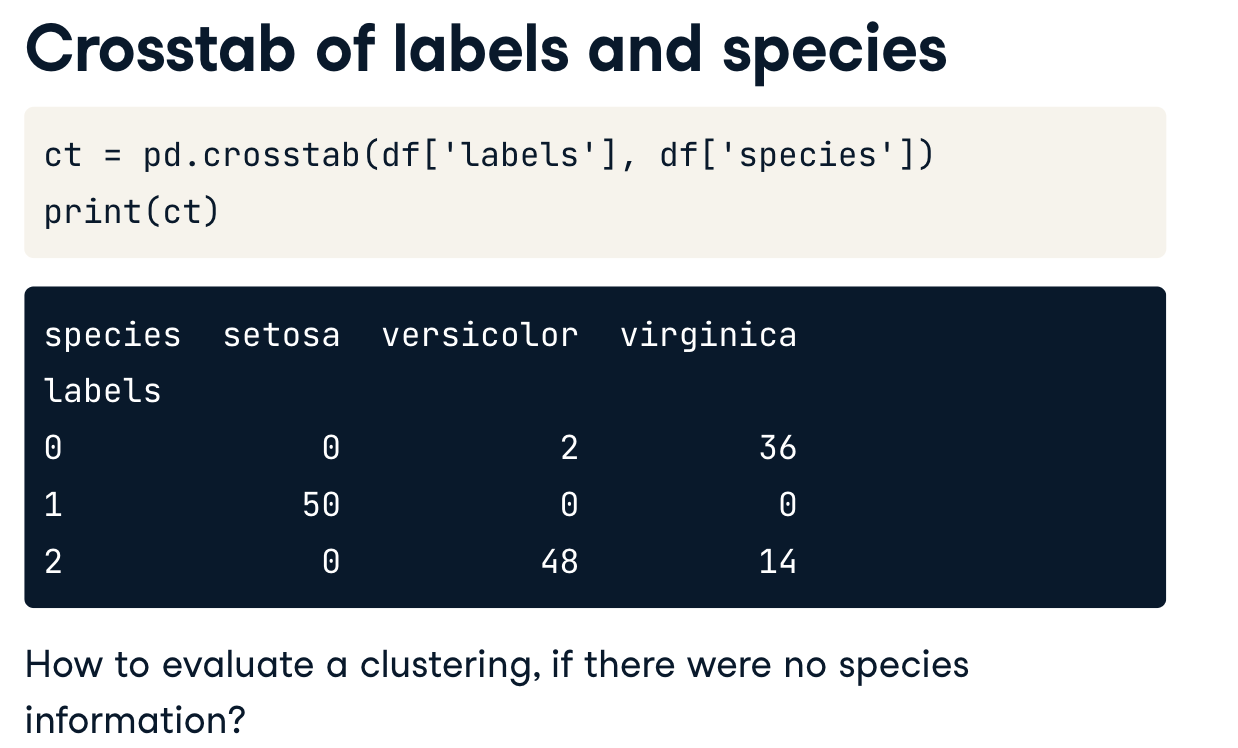 Crosstab of labels and species
ct = pd.crosstab(df['labels'], df['species'])
print(ct)
species  setosa  versicolor  virginica
labels
0             0           2         36
1            50           0          0
2             0          48         14
How to evaluate a clustering, if there were no species
information?